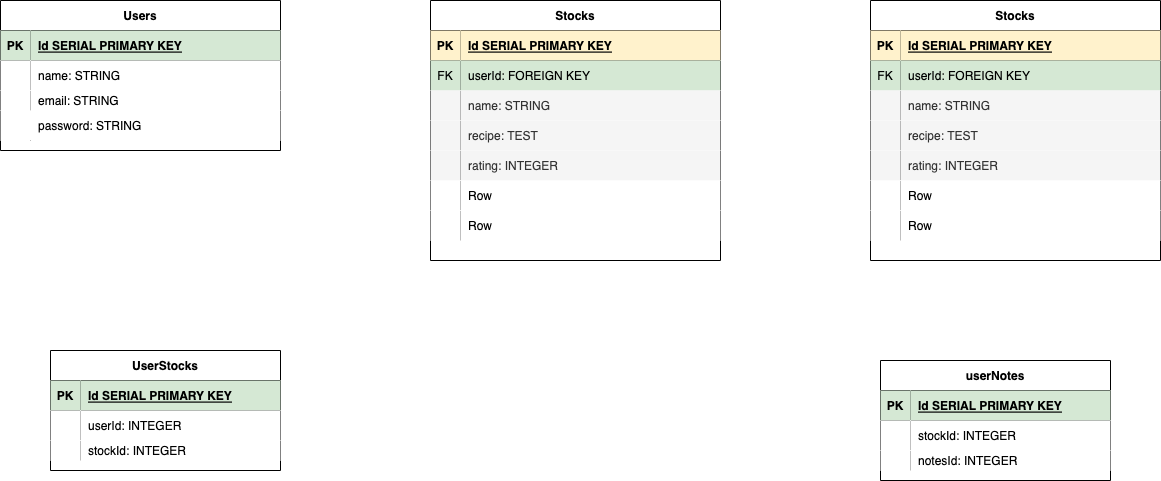 Users
PK Id SERIAL PRIMARY KEY
name: STRING
email: STRING
password: STRING
Stocks
PK Id SERIAL PRIMARY KEY
FK userId: FOREIGN KEY
name: STRING
recipe: TEST
rating: INTEGER
Row
Row
Stocks
PK Id SERIAL PRIMARY KEY
FK userId: FOREIGN KEY
name: STRING
recipe: TEST
rating: INTEGER
Row
Row
UserStocks
PK Id SERIAL PRIMARY KEY
userId: INTEGER
stockId: INTEGER
userNotes
PK Id SERIAL PRIMARY KEY
stockId: INTEGER
notesId: INTEGER